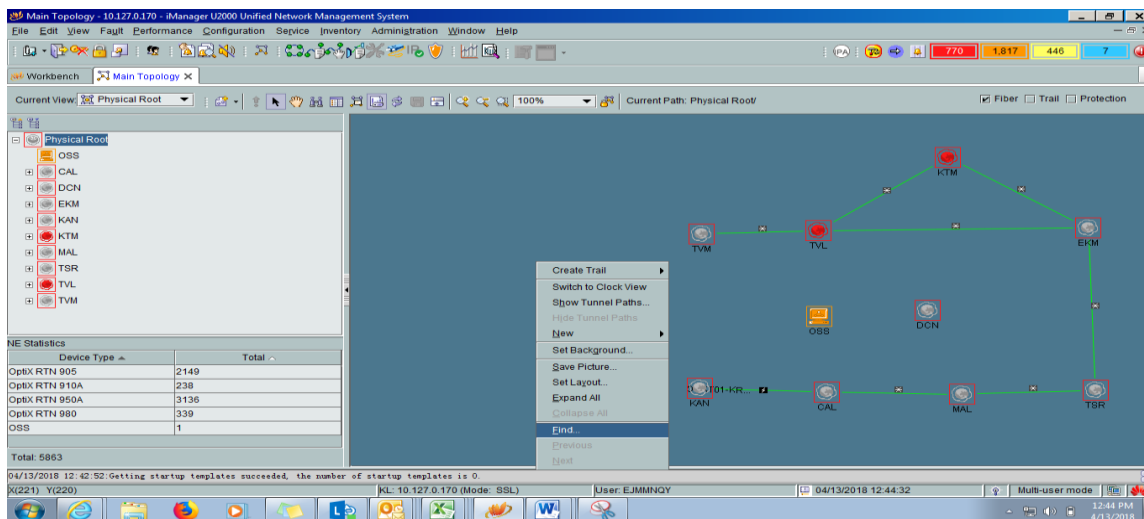 Main Topology - 10.127.0.170 - iManager U2000 Unified Network Management System
File Edit View Fault Performance Configuration Service Inventory Administration Window Help
770 1,817 446 7
Workbench Main Topology
Current View: Physical Root 100% Current Path: Physical Root/ Fiber Trail Protection
Physical Root
OSS
CAL
DCN
EKM
KAN
KTM
MAL
TSR
TVL
TVM
NE Statistics
Device Type Total
OptiX RTN 905 2149
OptiX RTN 910A 238
OptiX RTN 950A 3136
OptiX RTN 980 339
OSS 1
Total: 5863
KTM
TVM
TVL
EKM
OSS
DCN
KAN
CAL
MAL
TSR
Create Trail
Switch to Clock View
Show Tunnel Paths...
Hide Tunnel Paths
New
Set Background...
Save Picture...
Set Layout...
Expand All
Collapse All
Find...
Previous
Next
04/13/2018 12:42:52:Getting startup templates succeeded, the number of startup templates is 0.
X(221) Y(220) KL: 10.127.0.170 (Mode: SSL) User: EJMMNQY 04/13/2018 12:44:32 Multi-user mode
12:44 PM
4/13/2018